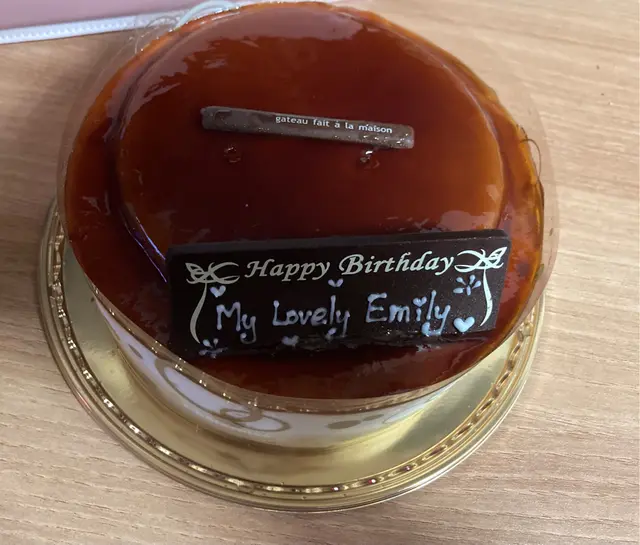 gateau fait à la maison
Happy Birthday
My Lovely Emily